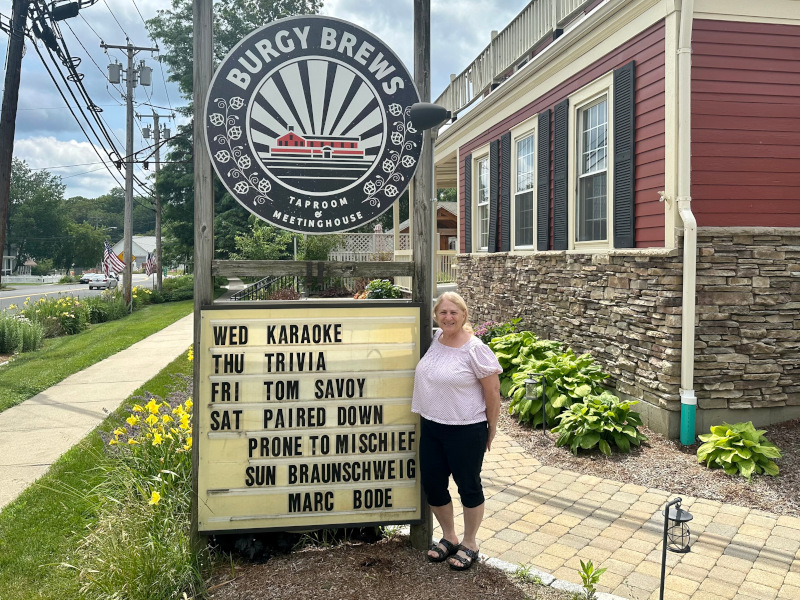 BURGY BREWS
TAPROOM
&
MEETINGHOUSE
WED KARAOKE
THU TRIVIA
FRI TOM SAVOY
SAT PAIRED DOWN
PRONE TO MISCHIEF
SUN BRAUNSCHWEIG
MARC BODE